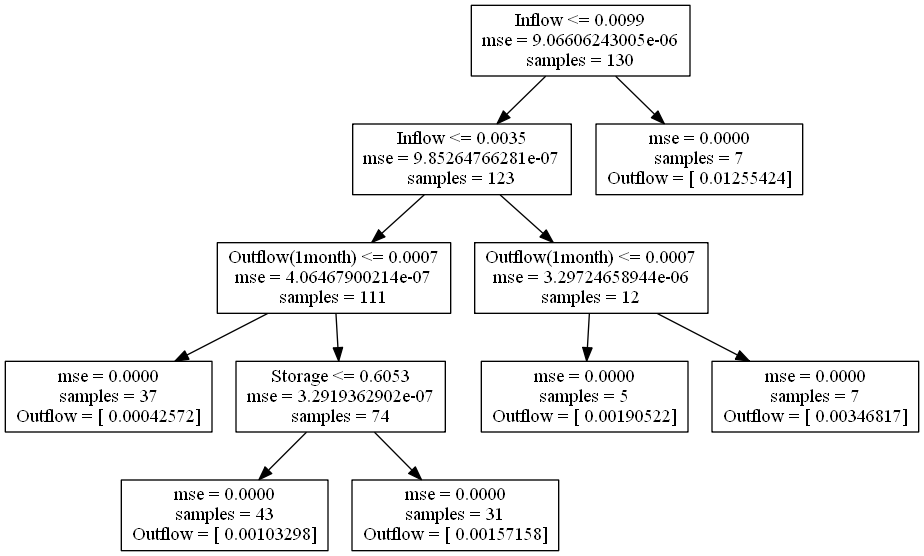 Inflow <= 0.0099
mse = 9.06606243005e-06
samples = 130
Inflow <= 0.0035
mse = 9.85264766281e-07
samples = 123
mse = 0.0000
samples = 7
Outflow = [ 0.01255424]
Outflow(1month) <= 0.0007
mse = 4.06467900214e-07
samples = 111
Outflow(1month) <= 0.0007
mse = 3.29724658944e-06
samples = 12
mse = 0.0000
samples = 37
Outflow = [ 0.00042572]
Storage <= 0.6053
mse = 3.2919362902e-07
samples = 74
mse = 0.0000
samples = 5
Outflow = [ 0.00190522]
mse = 0.0000
samples = 7
Outflow = [ 0.00346817]
mse = 0.0000
samples = 43
Outflow = [ 0.00103298]
mse = 0.0000
samples = 31
Outflow = [ 0.00157158]